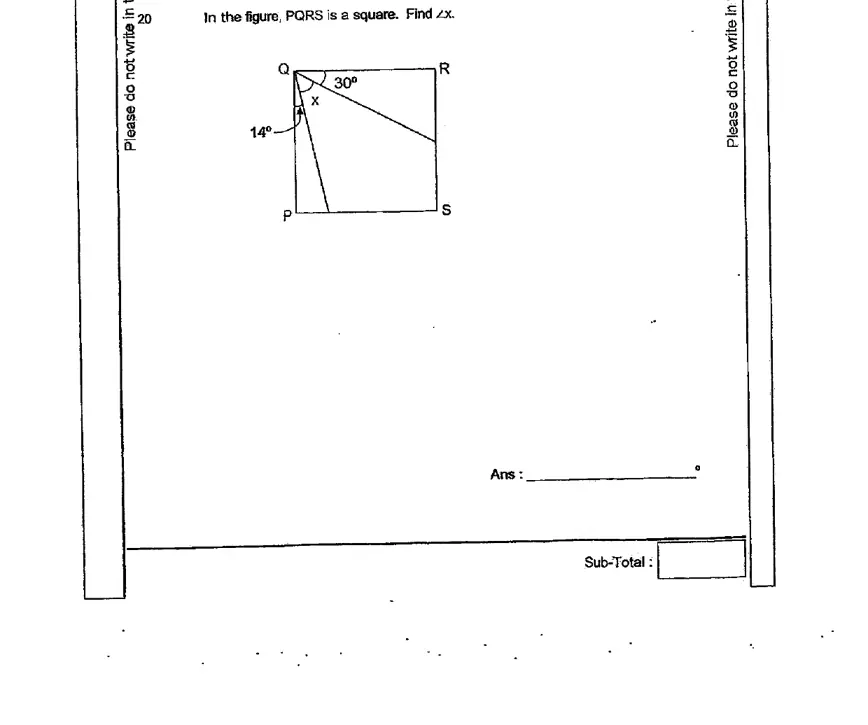 Please do not write in t
20 In the figure, PQRS is a square. Find ∠x.
Q
R
30°
x
14°
P
S
Ans : ____________________°
Sub-Total :
Please do not write in